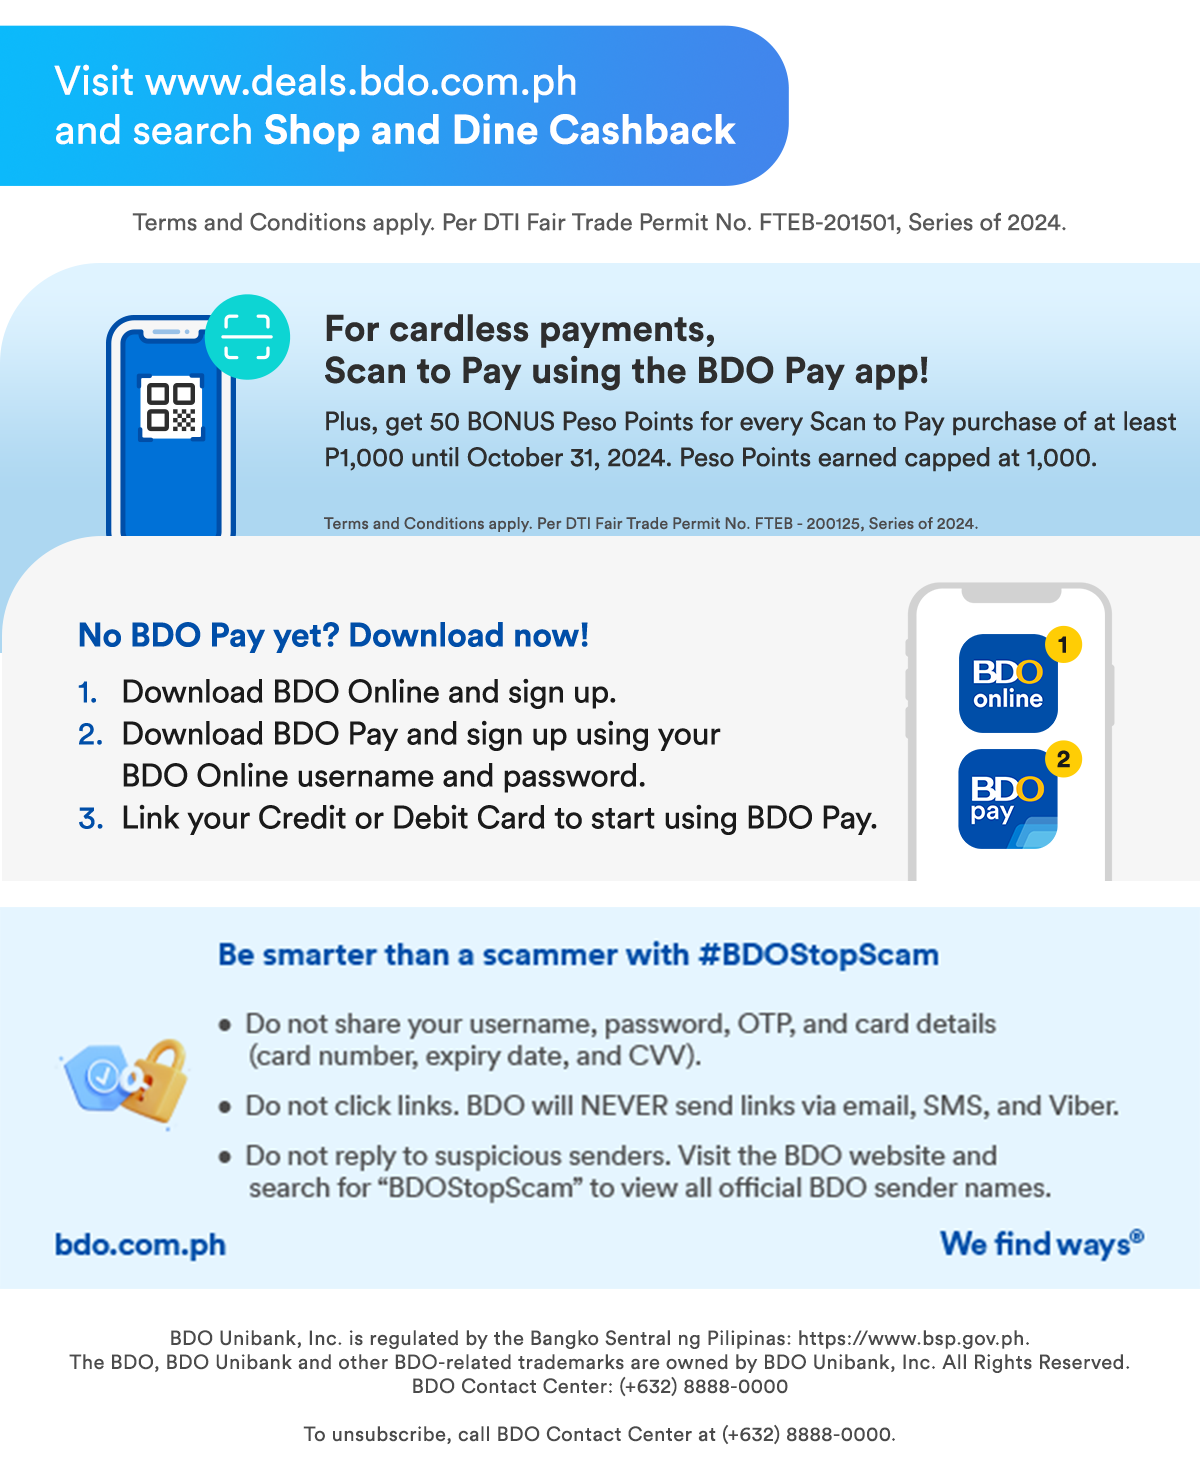 Visit www.deals.bdo.com.ph
and search Shop and Dine Cashback
Terms and Conditions apply. Per DTI Fair Trade Permit No. FTEB-201501, Series of 2024.
For cardless payments,
Scan to Pay using the BDO Pay app!
Plus, get 50 BONUS Peso Points for every Scan to Pay purchase of at least
P1,000 until October 31, 2024. Peso Points earned capped at 1,000.
Terms and Conditions apply. Per DTI Fair Trade Permit No. FTEB - 200125, Series of 2024.
No BDO Pay yet? Download now!
1. Download BDO Online and sign up.
2. Download BDO Pay and sign up using your
BDO Online username and password.
3. Link your Credit or Debit Card to start using BDO Pay.
1
BDO
online
2
BDO
pay
Be smarter than a scammer with #BDOStopScam
• Do not share your username, password, OTP, and card details
(card number, expiry date, and CVV).
• Do not click links. BDO will NEVER send links via email, SMS, and Viber.
• Do not reply to suspicious senders. Visit the BDO website and
search for “BDOStopScam” to view all official BDO sender names.
bdo.com.ph
We find ways®
BDO Unibank, Inc. is regulated by the Bangko Sentral ng Pilipinas: https://www.bsp.gov.ph.
The BDO, BDO Unibank and other BDO-related trademarks are owned by BDO Unibank, Inc. All Rights Reserved.
BDO Contact Center: (+632) 8888-0000
To unsubscribe, call BDO Contact Center at (+632) 8888-0000.